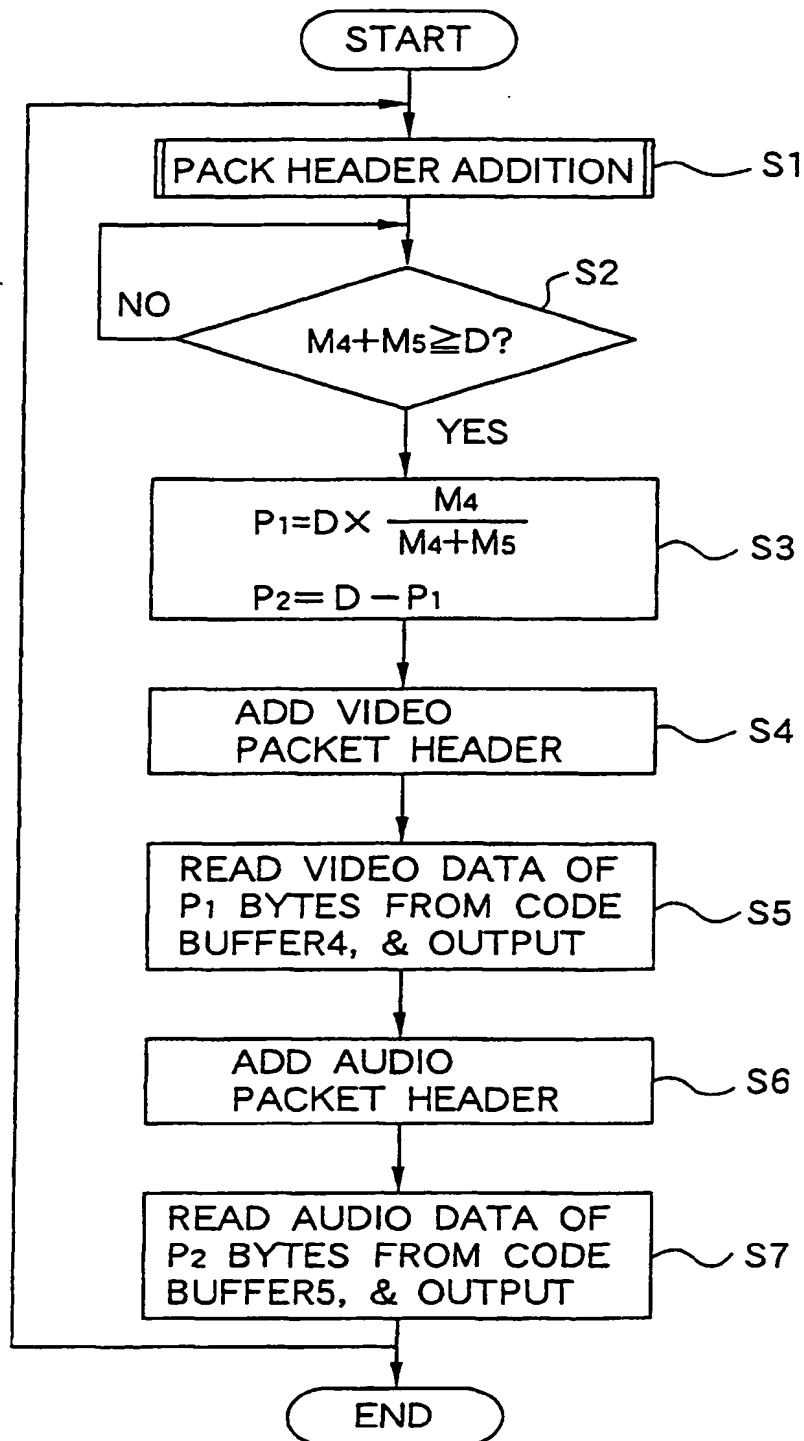 START
PACK HEADER ADDITION
S1
S2
NO
M4+M5≧D?
YES
P1=D× M4
M4+M5
S3
P2=D-P1
ADD VIDEO
PACKET HEADER
S4
READ VIDEO DATA OF
P1 BYTES FROM CODE
BUFFER4, & OUTPUT
S5
ADD AUDIO
PACKET HEADER
S6
READ AUDIO DATA OF
P2 BYTES FROM CODE
BUFFER5, & OUTPUT
S7
END